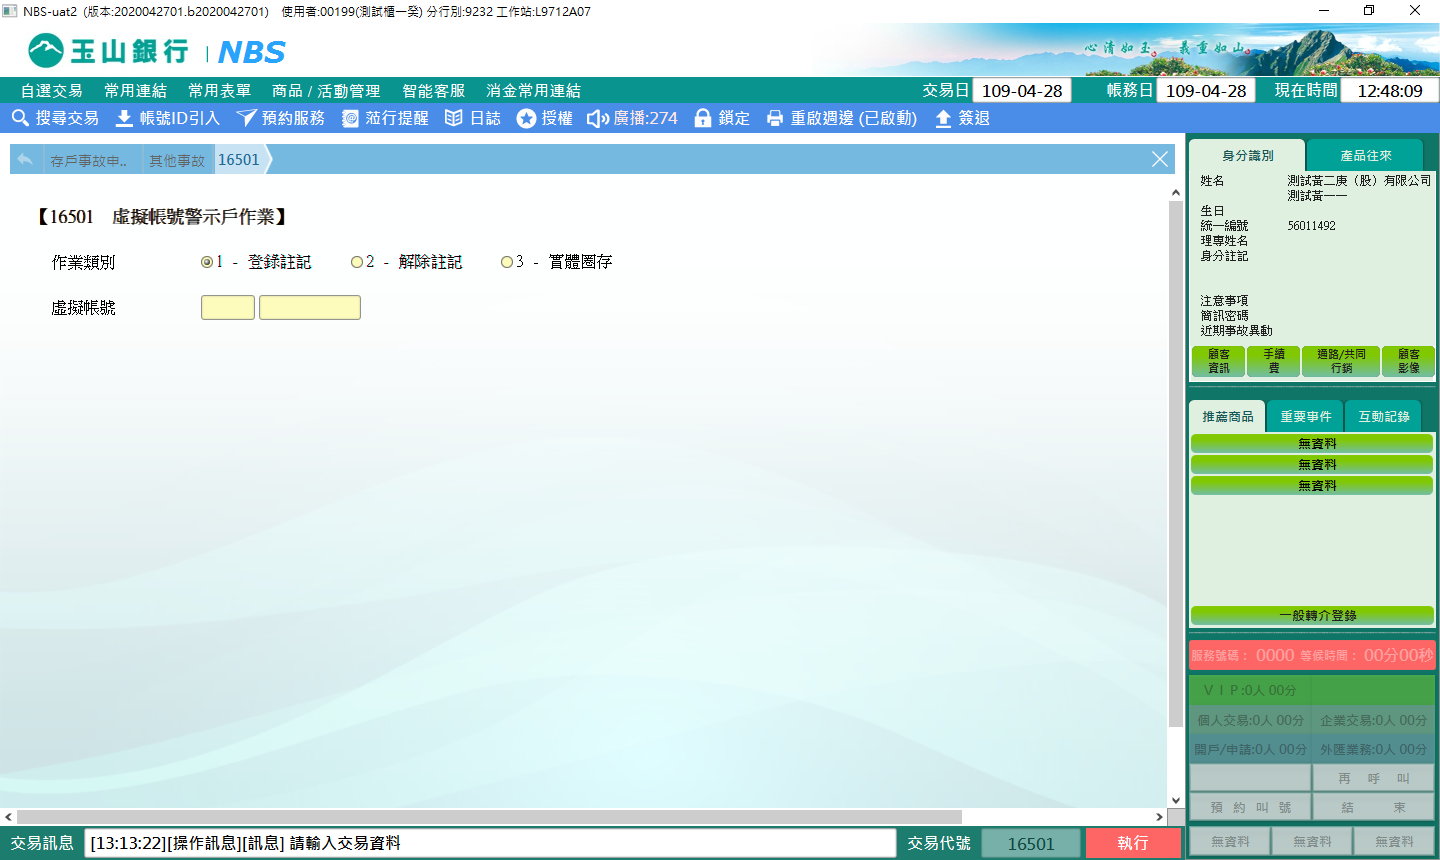 NBS-uat2 (版本:2020042701.b2020042701) 使用者:00199(測試櫃一癸) 分行別:9232 工作站:L9712A07
玉山銀行 | NBS
心清如玉，義重如山。
自選交易 常用連結 常用表單 商品 / 活動管理 智能客服 消金常用連結 交易日 109-04-28 帳務日 109-04-28 現在時間 12:48:09
搜尋交易 帳號ID引入 預約服務 蒞行提醒 日誌 授權 廣播:274 鎖定 重啟週邊 (已啟動) 簽退
存戶事故申.. 其他事故 16501
【16501 虛擬帳號警示戶作業】
作業類別 1 - 登錄註記 2 - 解除註記 3 - 實體圈存
虛擬帳號
身分識別 產品往來
姓名 測試黃二庚（股）有限公司
測試黃一一
生日
統一編號 56011492
理專姓名
身分註記
注意事項
簡訊密碼
近期事故異動
顧客資訊 手續費 通路/共同行銷 顧客影像
推薦商品 重要事件 互動記錄
無資料
無資料
無資料
一般轉介登錄
服務號碼： 0000 等候時間： 00分00秒
ＶＩＰ:0人 00分
個人交易:0人 00分 企業交易:0人 00分
開戶/申請:0人 00分 外匯業務:0人 00分
再 呼 叫
預 約 叫 號 結 束
無資料 無資料 無資料
交易訊息 [13:13:22][操作訊息][訊息] 請輸入交易資料 交易代號 16501 執行